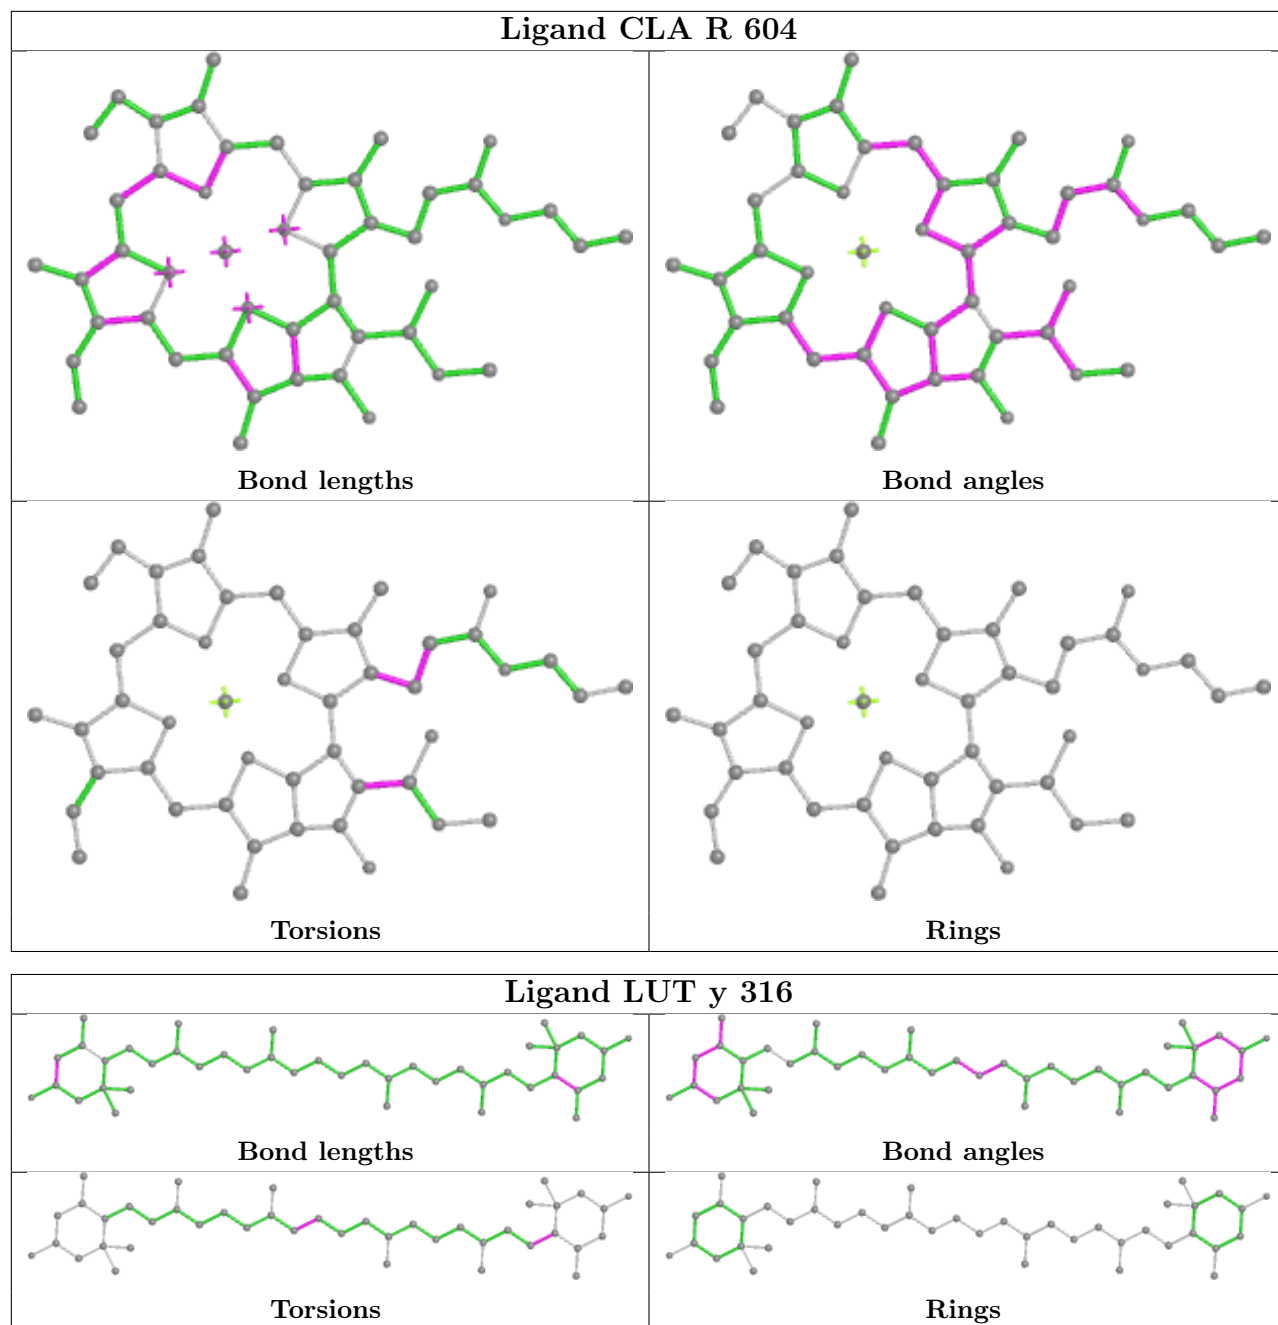 Ligand CLA R 604
Bond lengths
Bond angles
Torsions
Rings
Ligand LUT y 316
Bond lengths
Bond angles
Torsions
Rings